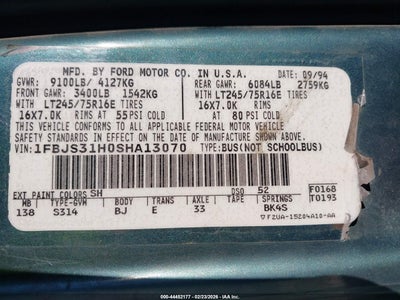 MFD. BY FORD MOTOR CO. IN U.S.A.
DATE: 09/94
GVWR: 9100LB/ 4127KG
FRONT GAWR: 3400LB 1542KG
REAR GAWR: 6084LB 2759KG
WITH LT245/75R16E TIRES
WITH LT245/75R16E TIRES
16X7.0K RIMS
16X7.0K RIMS
AT 55 PSI COLD
AT 80 PSI COLD
THIS VEHICLE CONFORMS TO ALL APPLICABLE FEDERAL MOTOR VEHICLE
SAFETY STANDARDS IN EFFECT ON THE DATE OF MANUFACTURE SHOWN
ABOVE.
VIN: 1FBJS31H0SHA13070
TYPE: BUS(NOT SCHOOLBUS)
EXT PAINT COLORS: SH
DSO 52
F0168
T0193
WB TYPE-GVM BODY TRANS AXLE TAPE SPRINGS
138 S314 BJ E 33 BK4S
F2UA-15204A10-AA
000-44452177 - 02/23/2026 - IAAI.COM